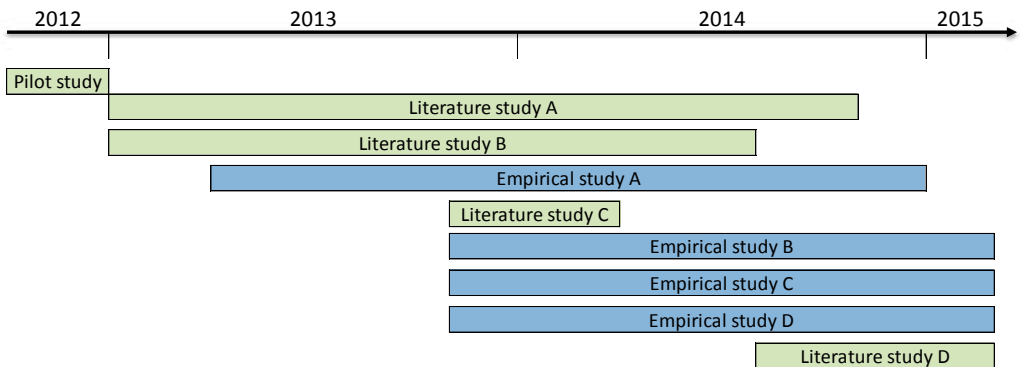 2012 2013 2014 2015
Pilot study
Literature study A
Literature study B
Empirical study A
Literature study C
Empirical study B
Empirical study C
Empirical study D
Literature study D